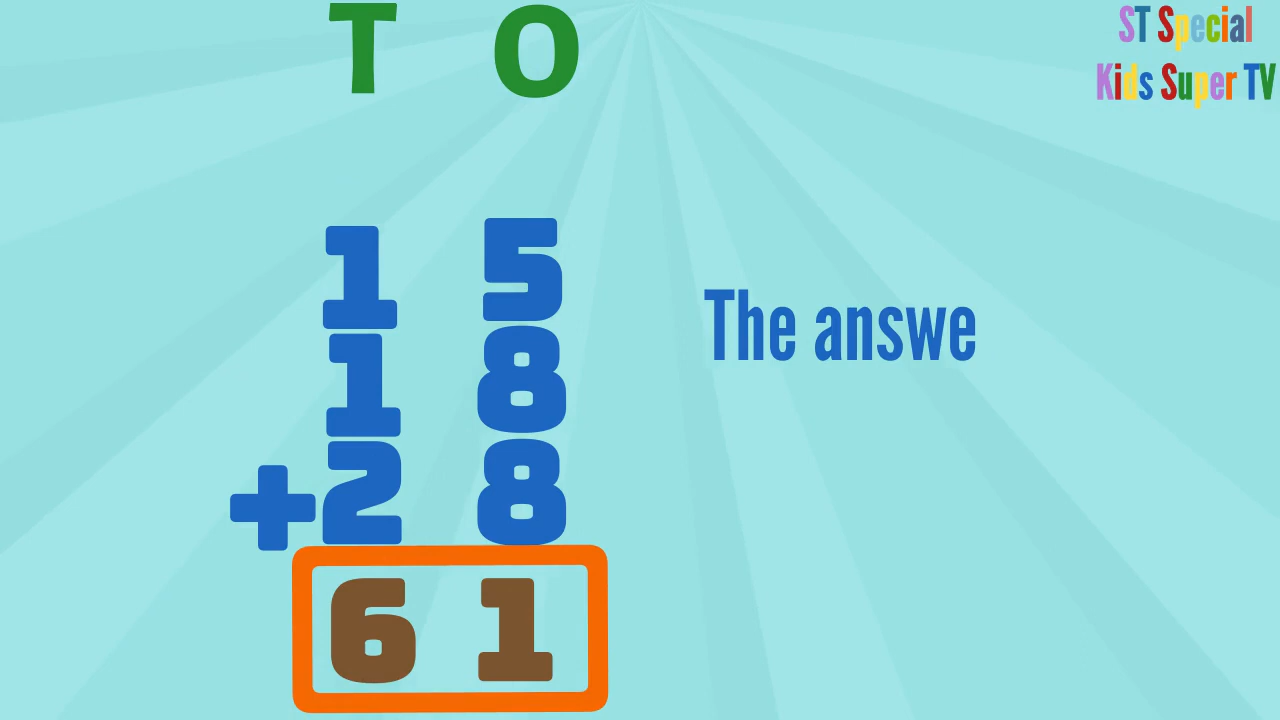 T O
ST Special
Kids Super TV
1 5
1 8
+2 8
6 1
The answe